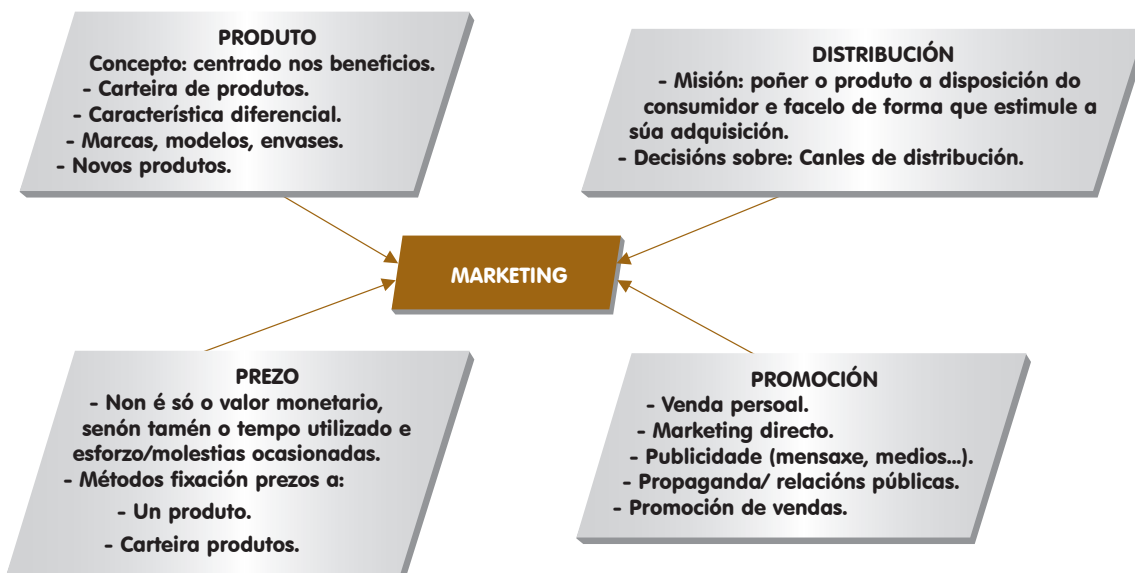 PRODUTO
Concepto: centrado nos beneficios.
- Carteira de produtos.
- Característica diferencial.
- Marcas, modelos, envases.
- Novos produtos.
DISTRIBUCIÓN
- Misión: poñer o produto a disposición do
consumidor e facelo de forma que estimule a
súa adquisición.
- Decisións sobre: Canles de distribución.
MARKETING
PREZO
- Non é só o valor monetario,
senón tamén o tempo utilizado e
esforzo/molestias ocasionadas.
- Métodos fixación prezos a:
- Un produto.
- Carteira produtos.
PROMOCIÓN
- Venda persoal.
- Marketing directo.
- Publicidade (mensaxe, medios...).
- Propaganda/ relacións públicas.
- Promoción de vendas.